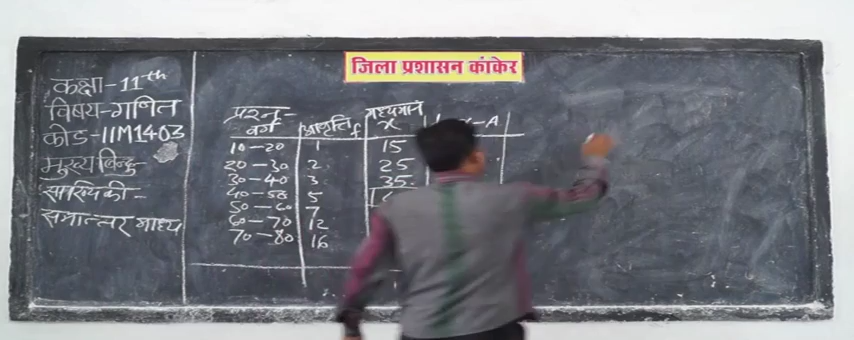 जिला प्रशासन कांकेर
कक्षा-11th
विषय-गणित
कोड-11M1403
मुख्य बिन्दु-
सांख्यिकी-
समान्तर माध्य
प्रश्न-
वर्ग आवृत्ति f मध्यमान x x-A
10-20 1 15
20-30 2 25
30-40 3 35
40-50 5
50-60 7
60-70 12
70-80 16